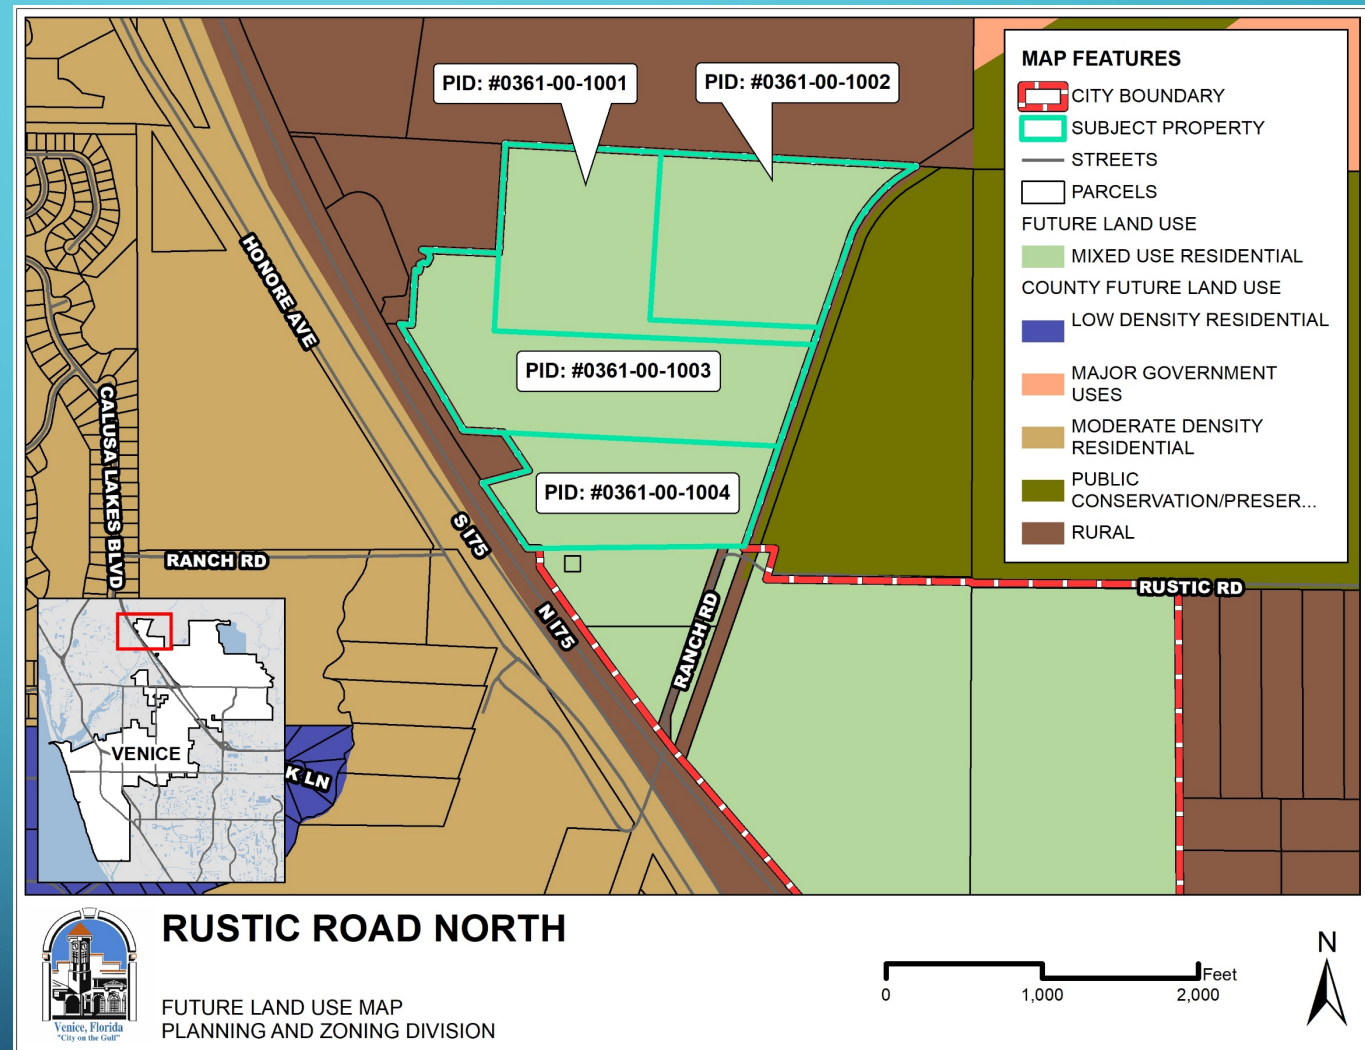 PID: #0361-00-1001
PID: #0361-00-1002
PID: #0361-00-1003
PID: #0361-00-1004
HONORE AVE
CALUSA LAKES BLVD
RANCH RD
S I75
N I75
RANCH RD
RUSTIC RD
K LN
VENICE
MAP FEATURES
CITY BOUNDARY
SUBJECT PROPERTY
STREETS
PARCELS
FUTURE LAND USE
MIXED USE RESIDENTIAL
COUNTY FUTURE LAND USE
LOW DENSITY RESIDENTIAL
MAJOR GOVERNMENT
USES
MODERATE DENSITY
RESIDENTIAL
PUBLIC
CONSERVATION/PRESER...
RURAL
RUSTIC ROAD NORTH
FUTURE LAND USE MAP
PLANNING AND ZONING DIVISION
Venice, Florida
"City on the Gulf"
0 1,000 2,000
Feet
N